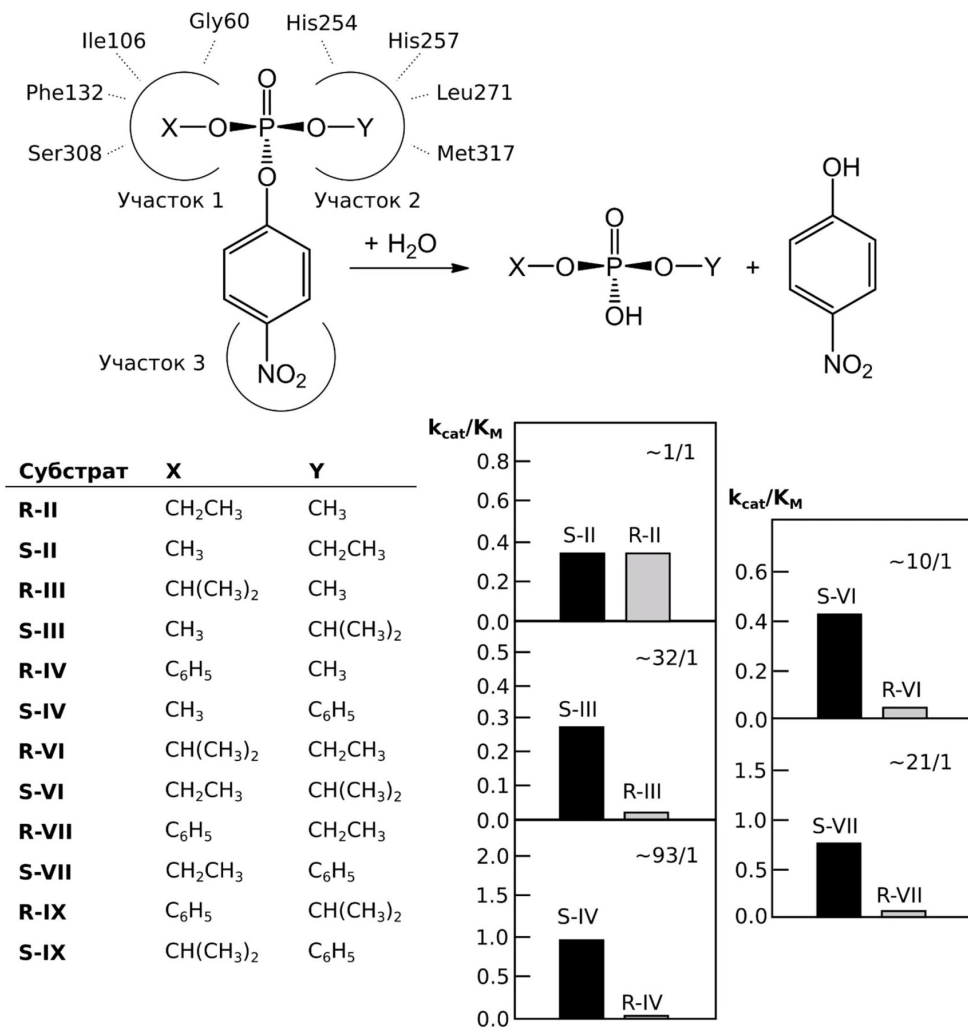 Gly60 His254
Ile106 His257
Phe132 O Leu271
X—O P O—Y
Ser308 Met317
O
Участок 1 Участок 2
+ H₂O
Участок 3
NO₂
O
X—O P O—Y
OH
+
OH
NO₂
Субстрат X Y
R-II CH₂CH₃ CH₃
S-II CH₃ CH₂CH₃
R-III CH(CH₃)₂ CH₃
S-III CH₃ CH(CH₃)₂
R-IV C₆H₅ CH₃
S-IV CH₃ C₆H₅
R-VI CH(CH₃)₂ CH₂CH₃
S-VI CH₂CH₃ CH(CH₃)₂
R-VII C₆H₅ CH₂CH₃
S-VII CH₂CH₃ C₆H₅
R-IX C₆H₅ CH(CH₃)₂
S-IX CH(CH₃)₂ C₆H₅
k_cat/K_M
0.8
0.6
0.4
0.2
0.0
~1/1
S-II R-II
0.5
0.4
0.3
0.2
0.1
0.0
~32/1
S-III
R-III
2.0
1.5
1.0
0.5
0.0
~93/1
S-IV
R-IV
k_cat/K_M
0.6
0.4
0.2
0.0
~10/1
S-VI
R-VI
1.5
1.0
0.5
0.0
~21/1
S-VII
R-VII